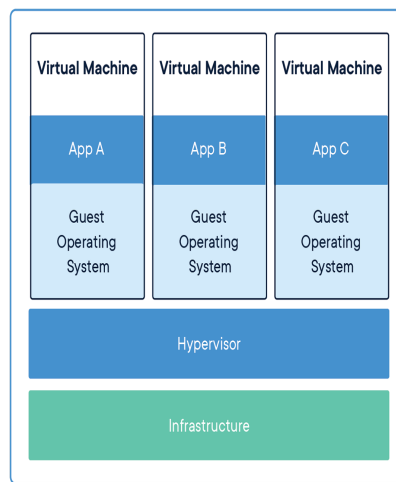 Virtual Machine Virtual Machine Virtual Machine
App A App B App C
Guest Guest Guest
Operating Operating Operating
System System System
Hypervisor
Infrastructure